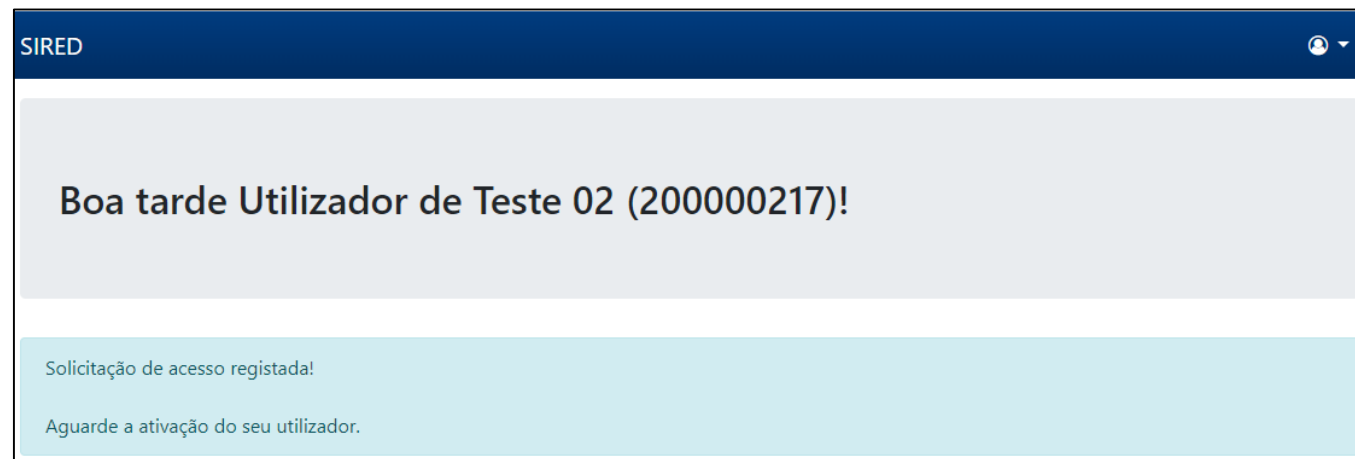 SIRED
Boa tarde Utilizador de Teste 02 (200000217)!
Solicitação de acesso registada!
Aguarde a ativação do seu utilizador.